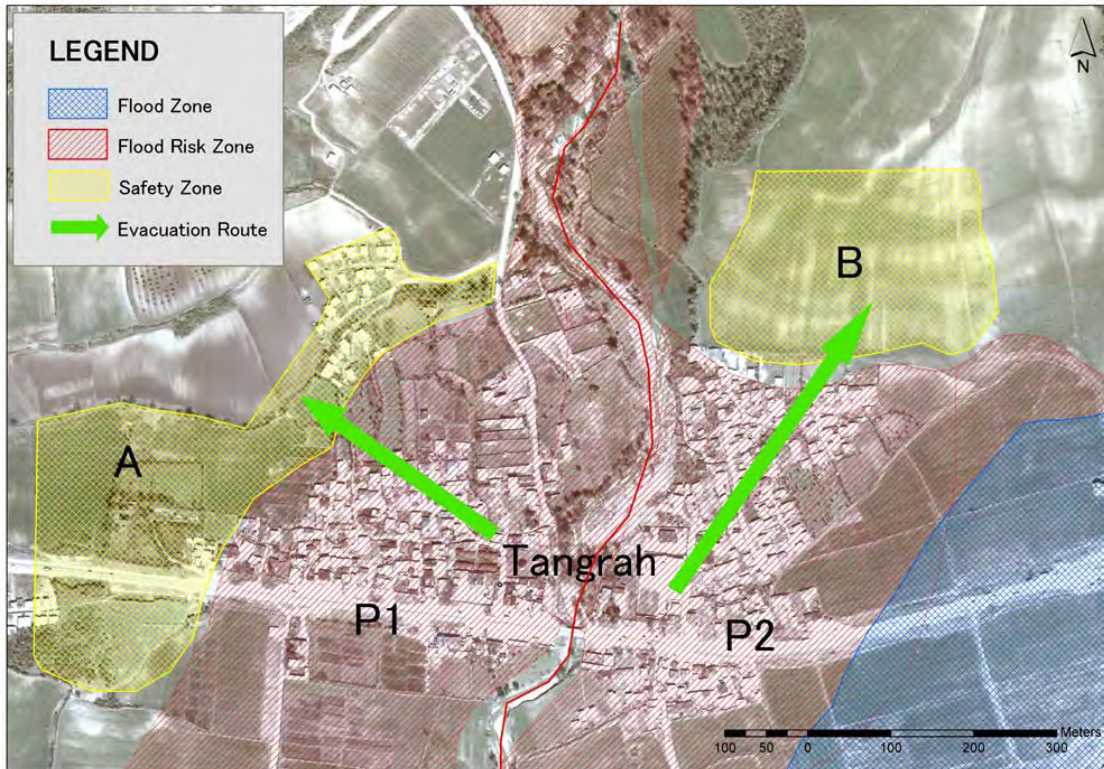 LEGEND
Flood Zone
Flood Risk Zone
Safety Zone
Evacuation Route
N
B
A
Tangrah
P1
P2
Meters
100 75 50 0 100 200 300